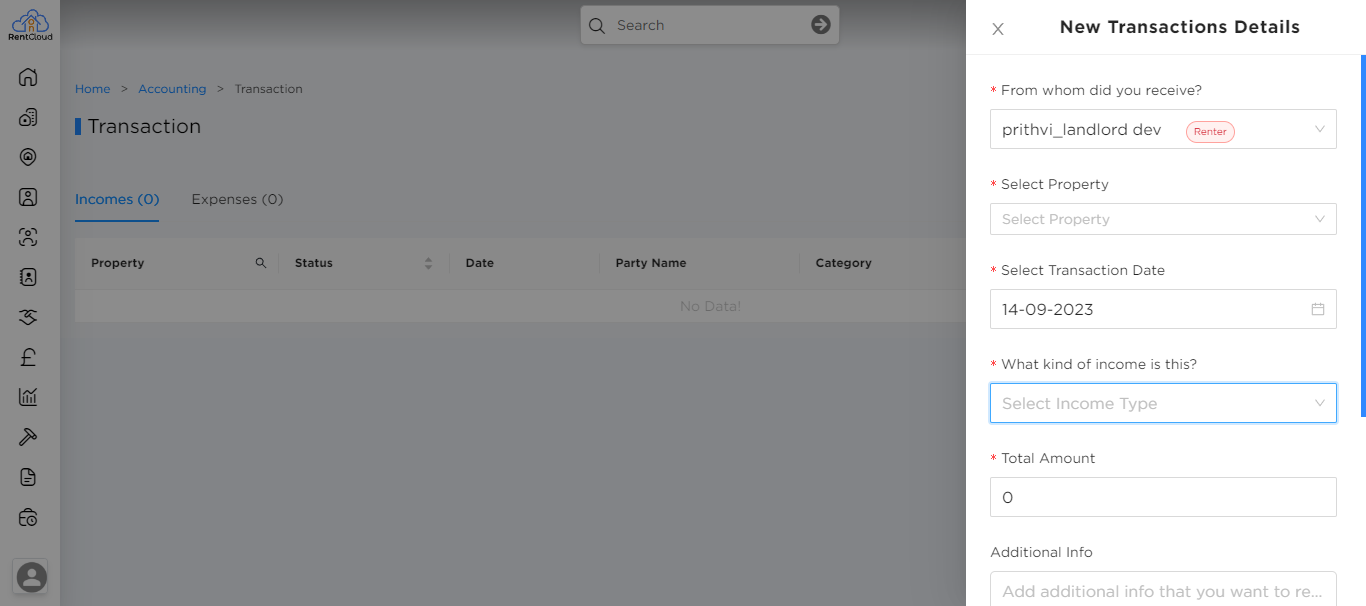 RentCloud
Search
Home > Accounting > Transaction
Transaction
Incomes (0) Expenses (0)
Property Status Date Party Name Category
No Data!
New Transactions Details
* From whom did you receive?
prithvi_landlord dev Renter
* Select Property
Select Property
* Select Transaction Date
14-09-2023
* What kind of income is this?
Select Income Type
* Total Amount
0
Additional Info
Add additional info that you want to re...